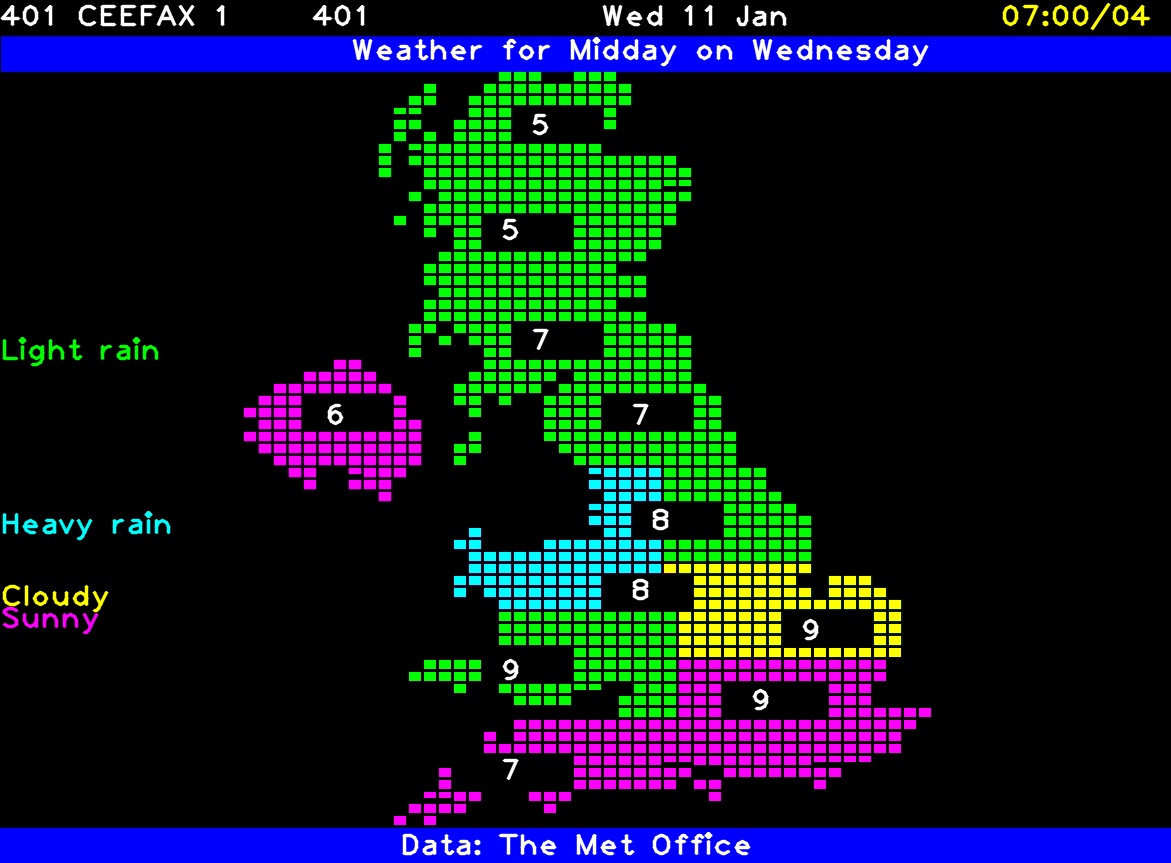 401 CEEFAX 1 401 Wed 11 Jan 07:00/04
Weather for Midday on Wednesday
5
5
7
Light rain
6 7
8
Heavy rain
8
Cloudy
Sunny
9
9
9
7
Data: The Met Office